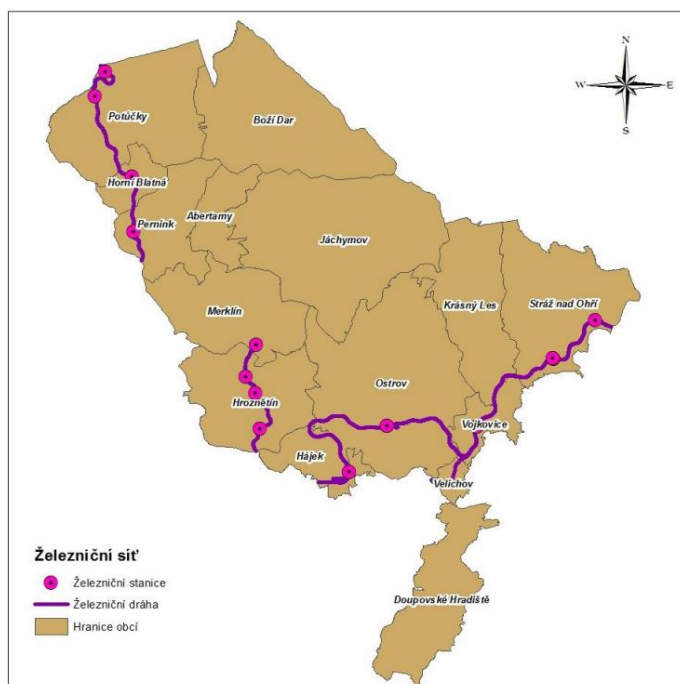 N
W E
S
Potůčky
Boží Dar
Horní Blatná
Abertamy
Pernink
Jáchymov
Krásný Les
Stráž nad Ohří
Merklín
Ostrov
Hroznětín
Vojkovice
Hájek
Velichov
Doupovské Hradiště
Železniční síť
Železniční stanice
Železniční dráha
Hranice obcí